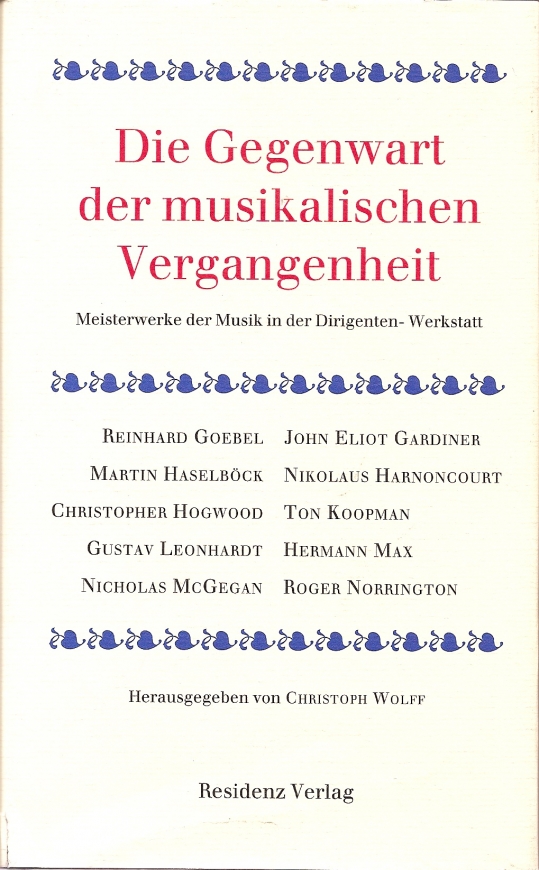 Die Gegenwart
der musikalischen
Vergangenheit
Meisterwerke der Musik in der Dirigenten- Werkstatt
REINHARD GOEBEL JOHN ELIOT GARDINER
MARTIN HASELBÖCK NIKOLAUS HARNONCOURT
CHRISTOPHER HOGWOOD TON KOOPMAN
GUSTAV LEONHARDT HERMANN MAX
NICHOLAS MCGEGAN ROGER NORRINGTON
Herausgegeben von CHRISTOPH WOLFF
Residenz Verlag